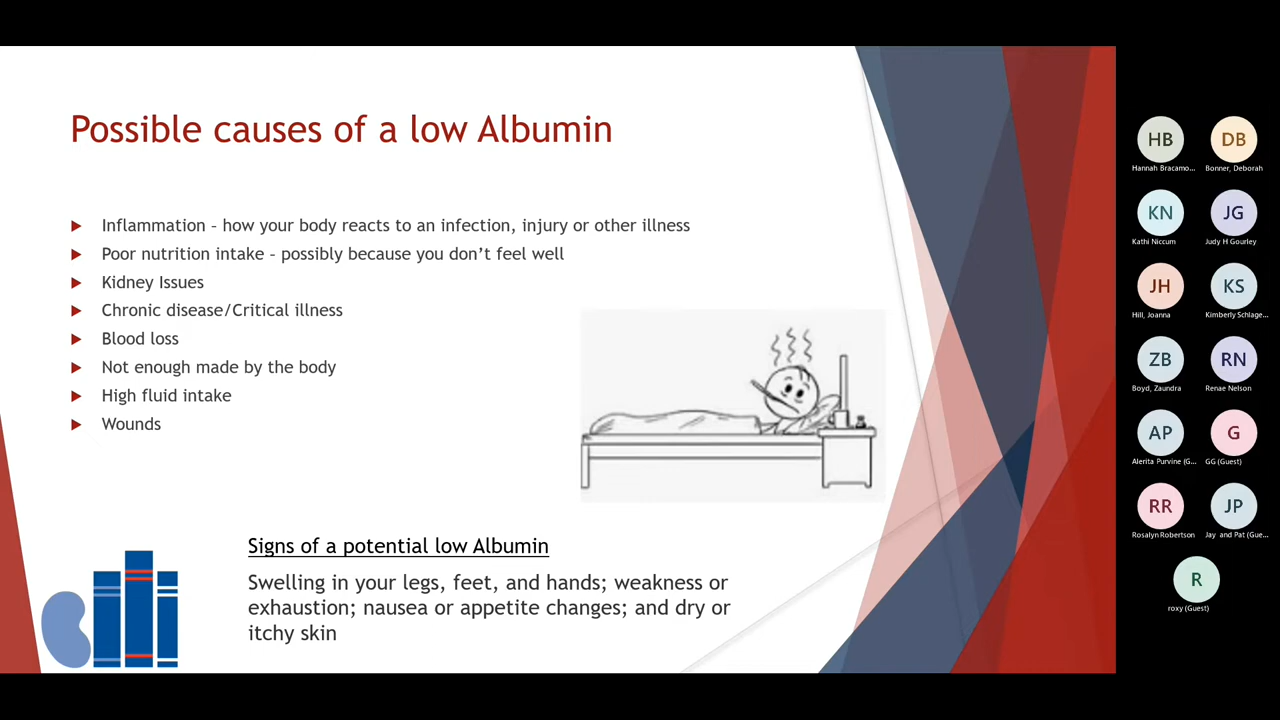 Possible causes of a low Albumin
Inflammation – how your body reacts to an infection, injury or other illness
Poor nutrition intake – possibly because you don’t feel well
Kidney Issues
Chronic disease/Critical illness
Blood loss
Not enough made by the body
High fluid intake
Wounds
Signs of a potential low Albumin
Swelling in your legs, feet, and hands; weakness or
exhaustion; nausea or appetite changes; and dry or
itchy skin
HB DB
Hannah Bracamo... Bonner, Deborah
KN JG
Kathi Niccum Judy H Gourley
JH KS
Hill, Joanna Kimberly Schlage...
ZB RN
Boyd, Zaundra Renae Nelson
AP G
Alerita Purvine (G... GG (Guest)
RR JP
Rosalyn Robertson Jay and Pat (Gue...
R
roxy (Guest)